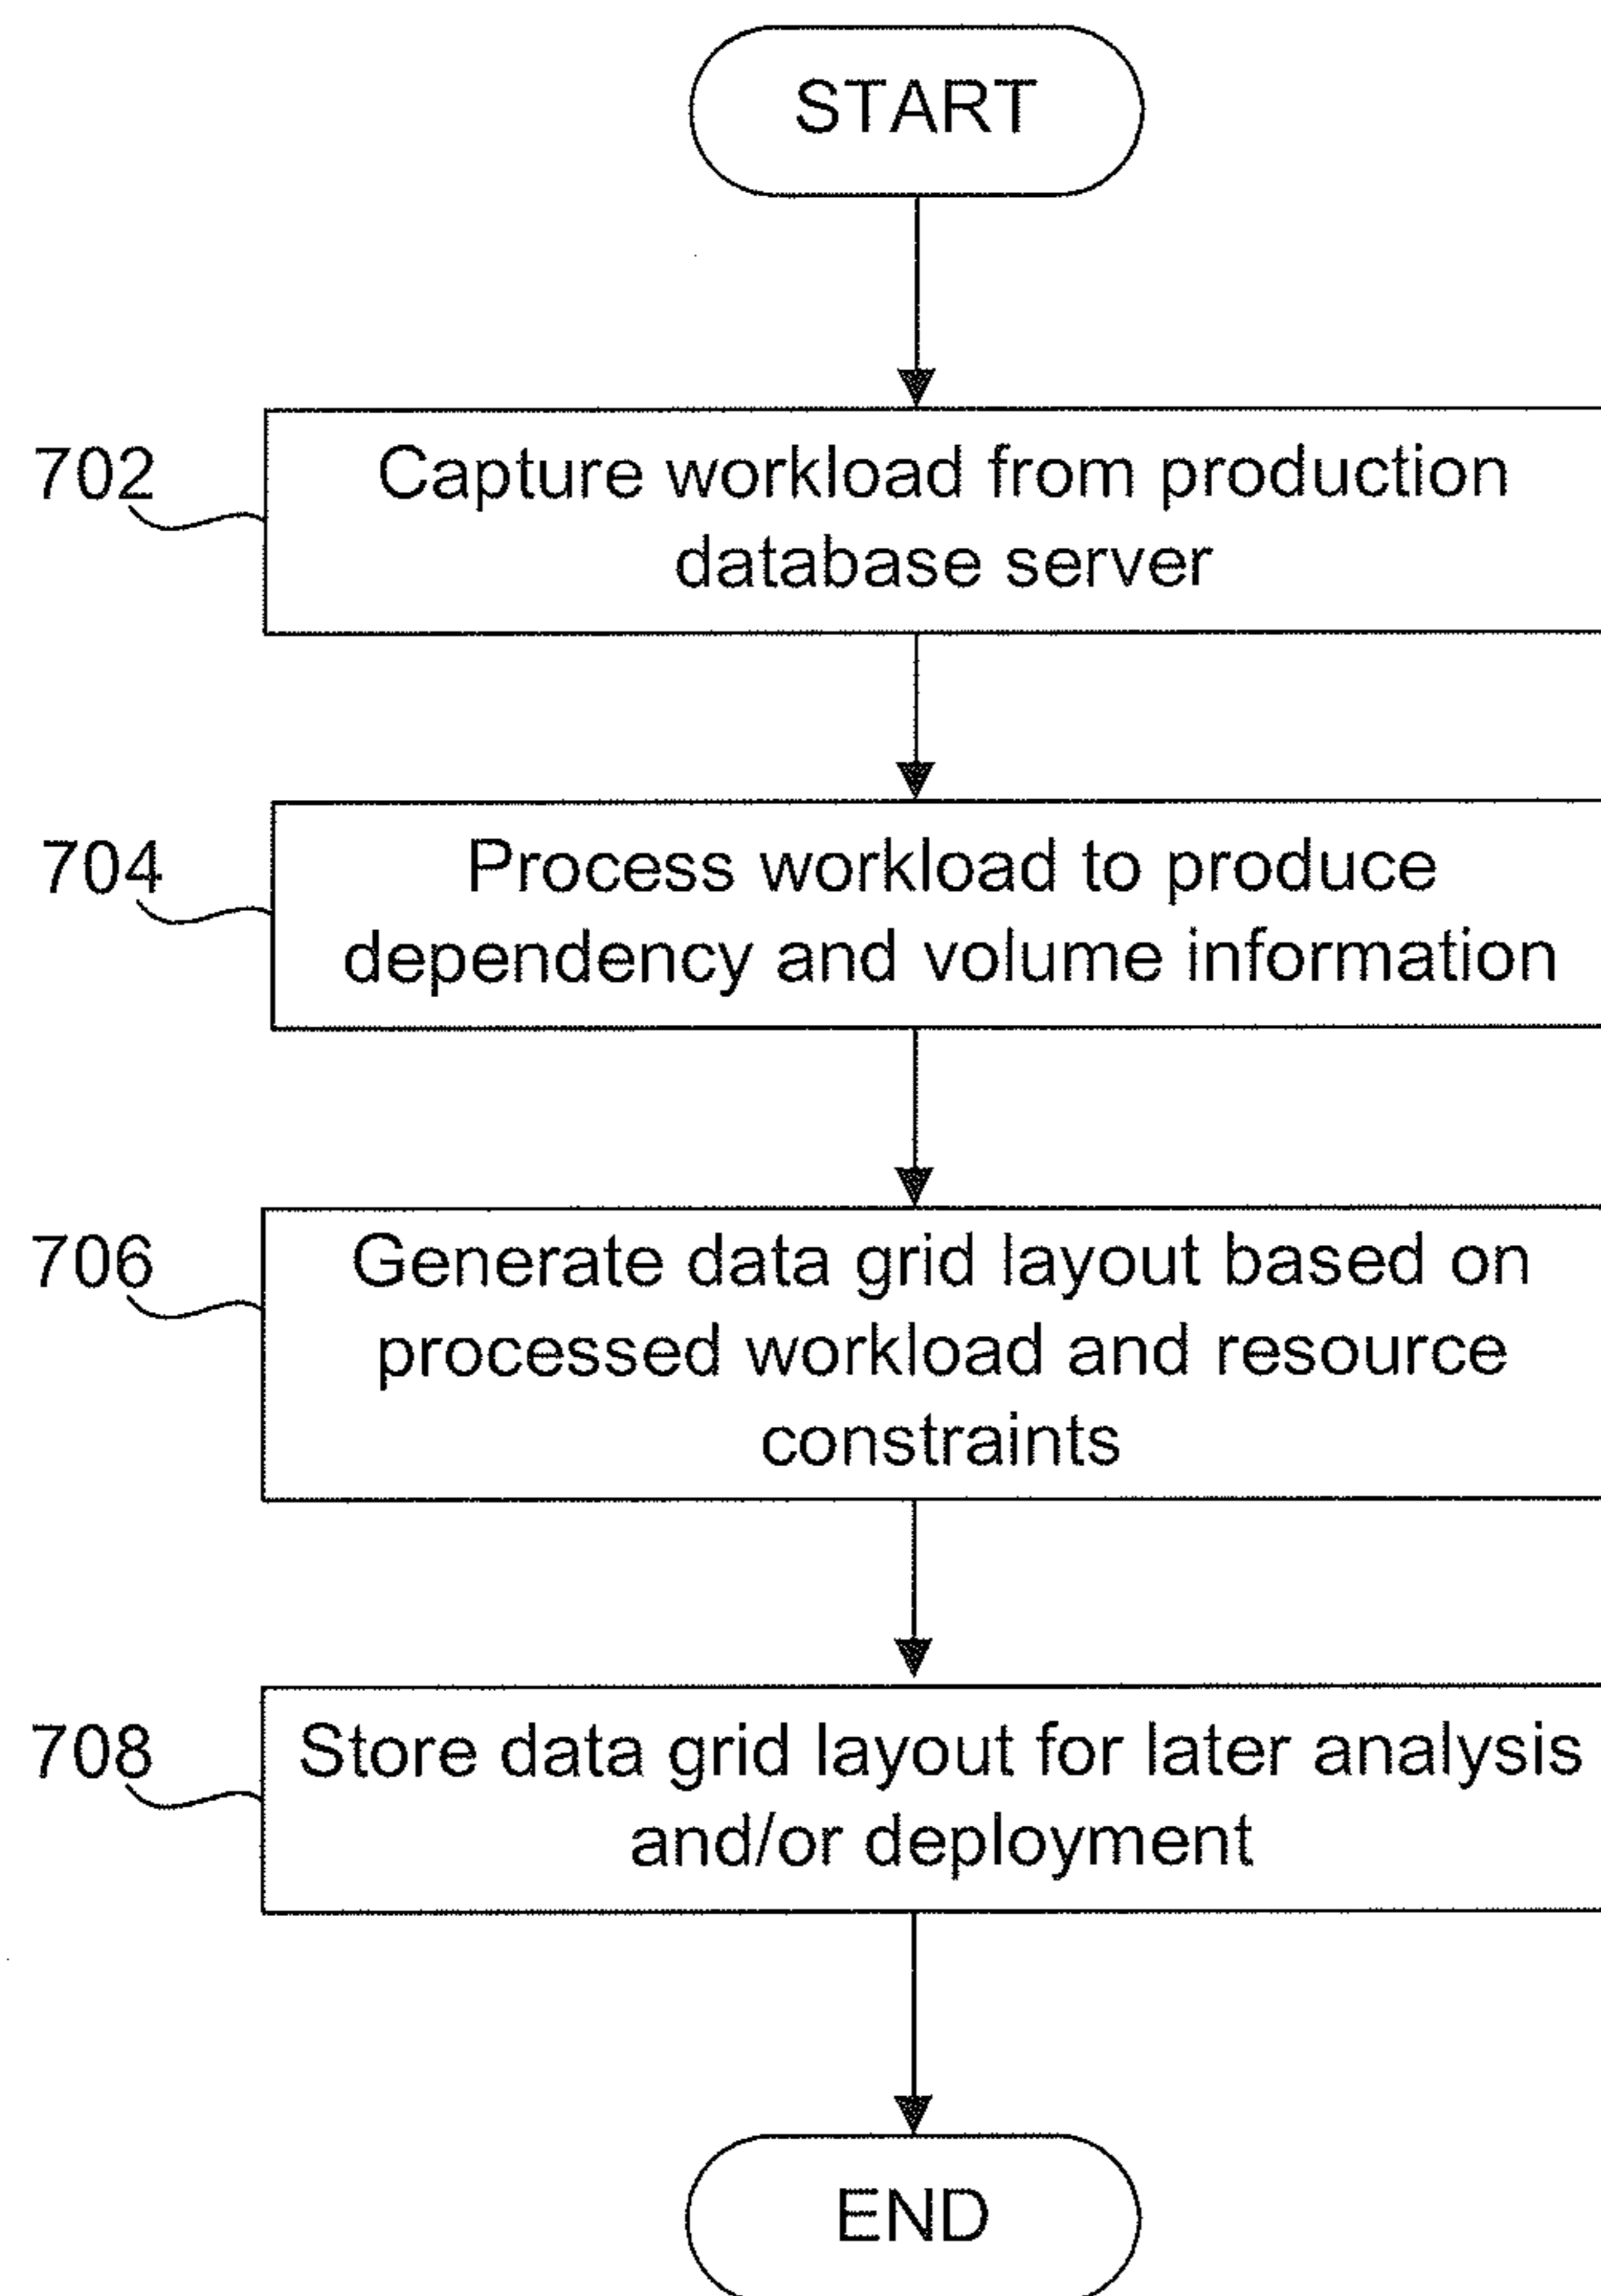 START
702
Capture workload from production
database server
704
Process workload to produce
dependency and volume information
706
Generate data grid layout based on
processed workload and resource
constraints
708
Store data grid layout for later analysis
and/or deployment
END